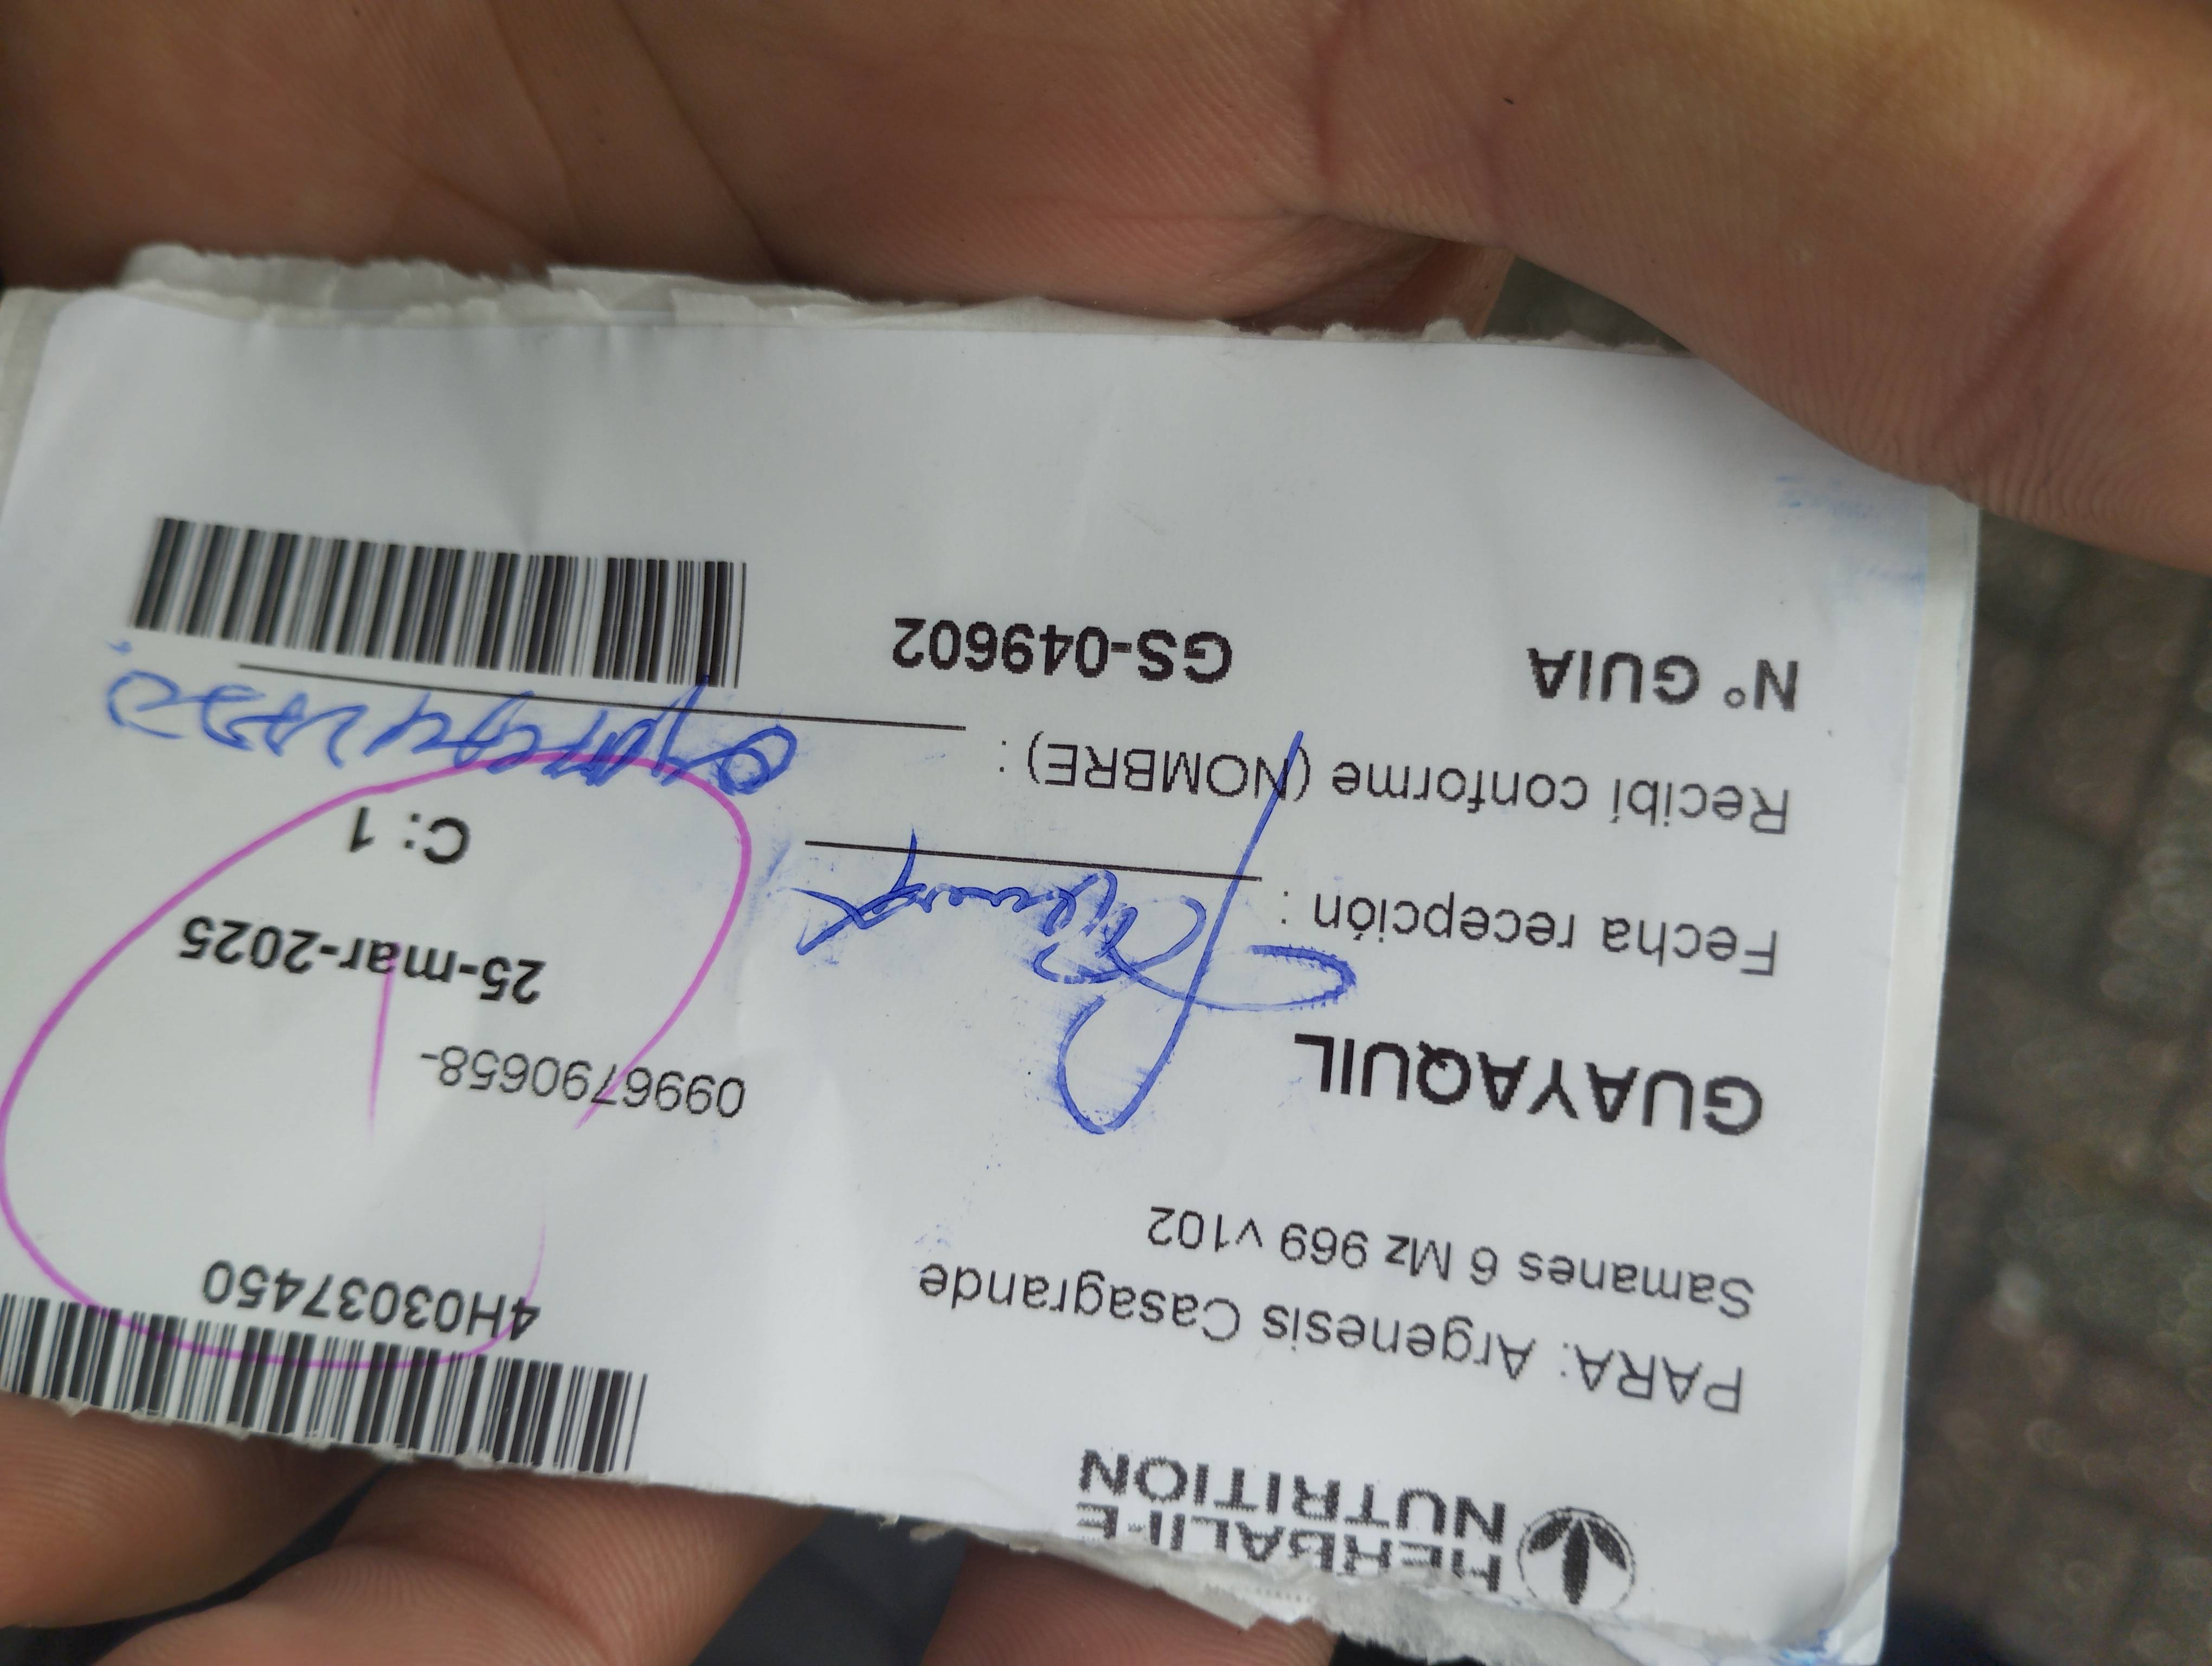 HERBALIFE
NUTRITION
PARA: Argenesis Casagrande
4H03037450
Samanes 6 Mz 969 v102
GUAYAQUIL
0996790658-
Fecha recepción :
25-mar-2025
C: 1
Recibí conforme (NOMBRE) :
N° GUIA
GS-049602